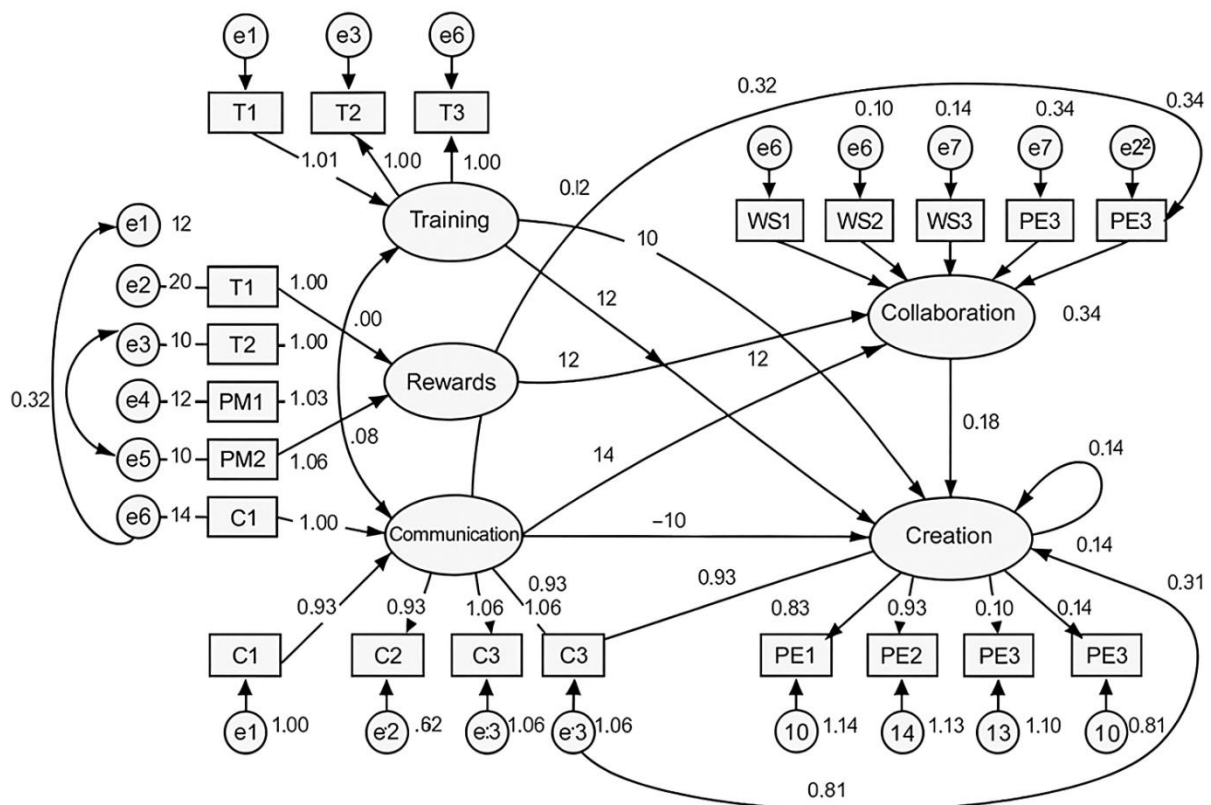 e1 e3 e6
T1 T2 T3
1.01 1.00 1.00
Training
0.32
0.34
0.10 0.14 0.34
e6 e6 e7 e7 e2²
WS1 WS2 WS3 PE3 PE3
0.l2
10
12
Collaboration
0.34
e1 12
e2 20 T1 1.00
.00
e3 10 T2 1.00
Rewards
12 12
e4 12 PM1 1.03
0.32
e5 10 PM2 1.06
.08
14
0.18
0.14
e6 14 C1 1.00
Communication
–10
Creation
0.14
0.31
0.93 0.93 1.06 0.93 1.06
0.93
0.83 0.93 0.10 0.14
C1 C2 C3 C3
PE1 PE2 PE3 PE3
e1 1.00 e:2 .62 e:3 1.06 e:3 1.06
10 1.14 14 1.13 13 1.10 10 0.81
0.81